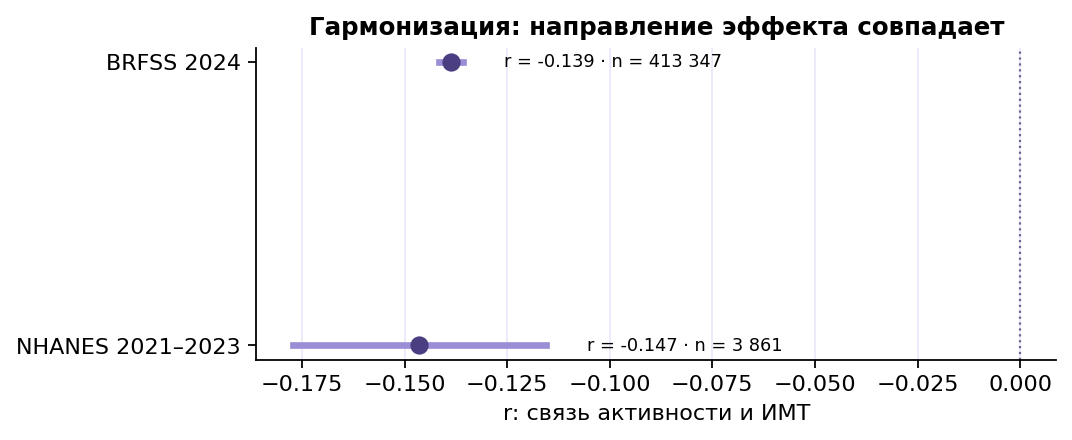 Гармонизация: направление эффекта совпадает
BRFSS 2024
r = -0.139 · n = 413 347
NHANES 2021–2023
r = -0.147 · n = 3 861
−0.175 −0.150 −0.125 −0.100 −0.075 −0.050 −0.025 0.000
r: связь активности и ИМТ